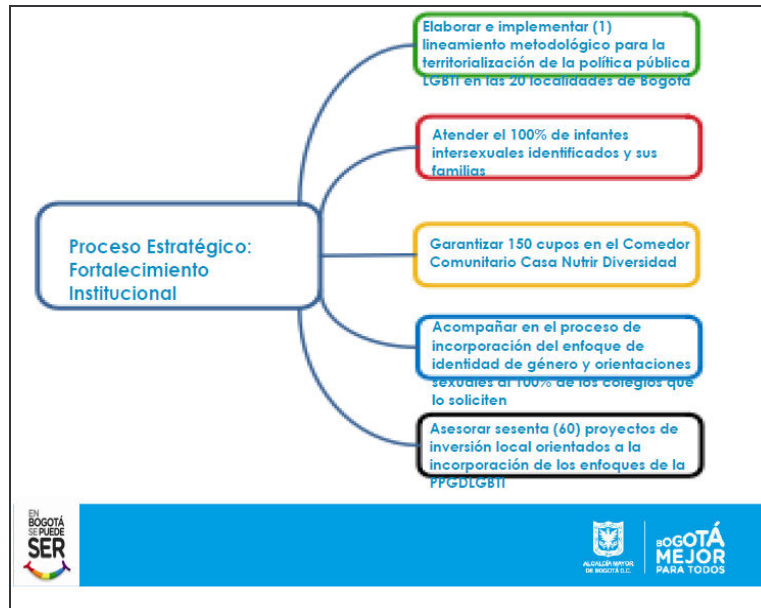 Elaborar e implementar (1)
lineamiento metodológico para la
territorialización de la política pública
LGBTI en las 20 localidades de Bogotá
Atender el 100% de infantes
intersexuales identificados y sus
familias
Proceso Estratégico:
Fortalecimiento
Institucional
Garantizar 150 cupos en el Comedor
Comunitario Casa Nutrir Diversidad
Acompañar en el proceso de
incorporación del enfoque de
identidad de género y orientaciones
sexuales al 100% de los colegios que
lo soliciten
Asesorar sesenta (60) proyectos de
inversión local orientados a la
incorporación de los enfoques de la
PPGDLGBTI
EN
BOGOTÁ
SE PUEDE
SER
ALCALDÍA MAYOR
DE BOGOTÁ D.C.
BOGOTÁ
MEJOR
PARA TODOS